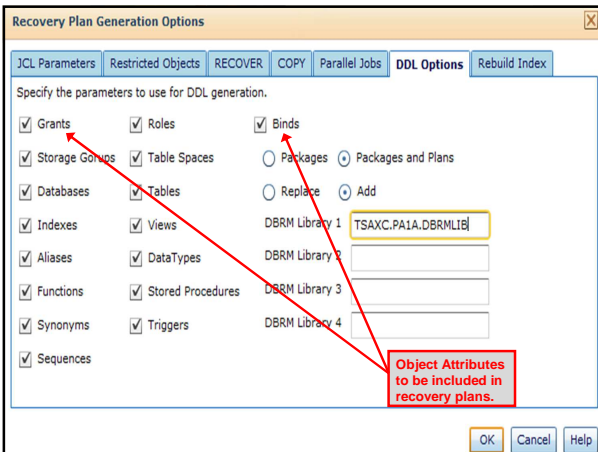 Recovery Plan Generation Options
JCL Parameters Restricted Objects RECOVER COPY Parallel Jobs DDL Options Rebuild Index
Specify the parameters to use for DDL generation.
Grants Roles Binds
Storage Gorups Table Spaces Packages Packages and Plans
Databases Tables Replace Add
Indexes Views DBRM Library 1 TSAXC.PA1A.DBRMLIB
Aliases DataTypes DBRM Library 2
Functions Stored Procedures DBRM Library 3
Synonyms Triggers DBRM Library 4
Sequences
Object Attributes
to be included in
recovery plans.
OK Cancel Help